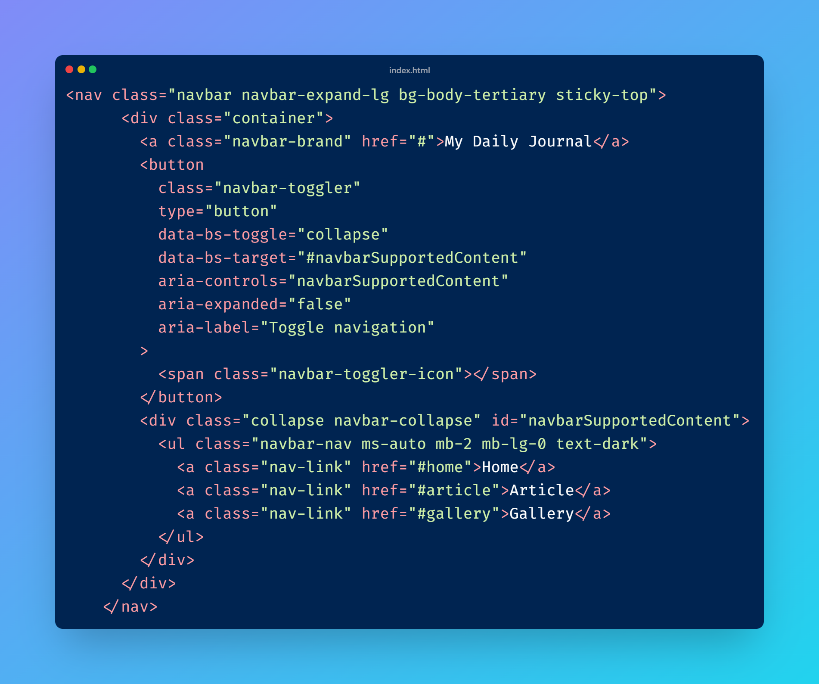 index.html
<nav class="navbar navbar-expand-lg bg-body-tertiary sticky-top">
<div class="container">
<a class="navbar-brand" href="#">My Daily Journal</a>
<button
class="navbar-toggler"
type="button"
data-bs-toggle="collapse"
data-bs-target="#navbarSupportedContent"
aria-controls="navbarSupportedContent"
aria-expanded="false"
aria-label="Toggle navigation"
>
<span class="navbar-toggler-icon"></span>
</button>
<div class="collapse navbar-collapse" id="navbarSupportedContent">
<ul class="navbar-nav ms-auto mb-2 mb-lg-0 text-dark">
<a class="nav-link" href="#home">Home</a>
<a class="nav-link" href="#article">Article</a>
<a class="nav-link" href="#gallery">Gallery</a>
</ul>
</div>
</div>
</nav>